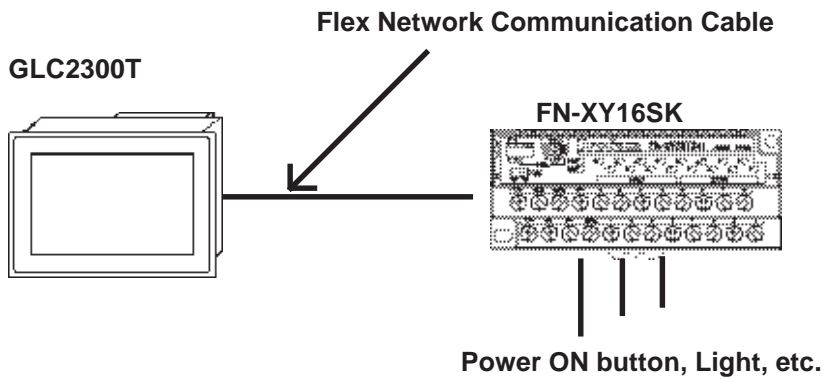 Flex Network Communication Cable
GLC2300T
FN-XY16SK
Power ON button, Light, etc.